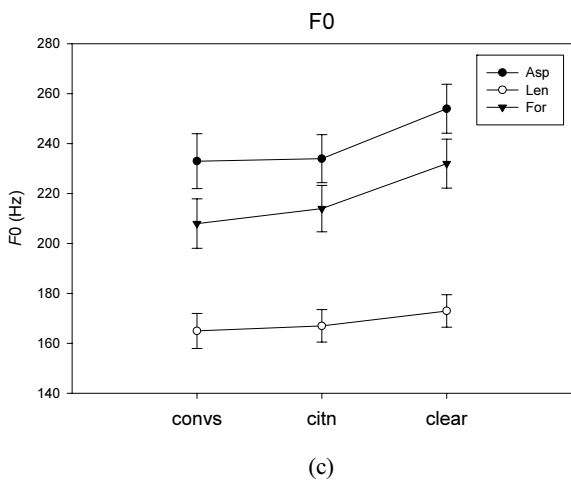 F0
280
260
240
220
200
180
160
140
F0 (Hz)
Asp
Len
For
convs
citn
clear
(c)